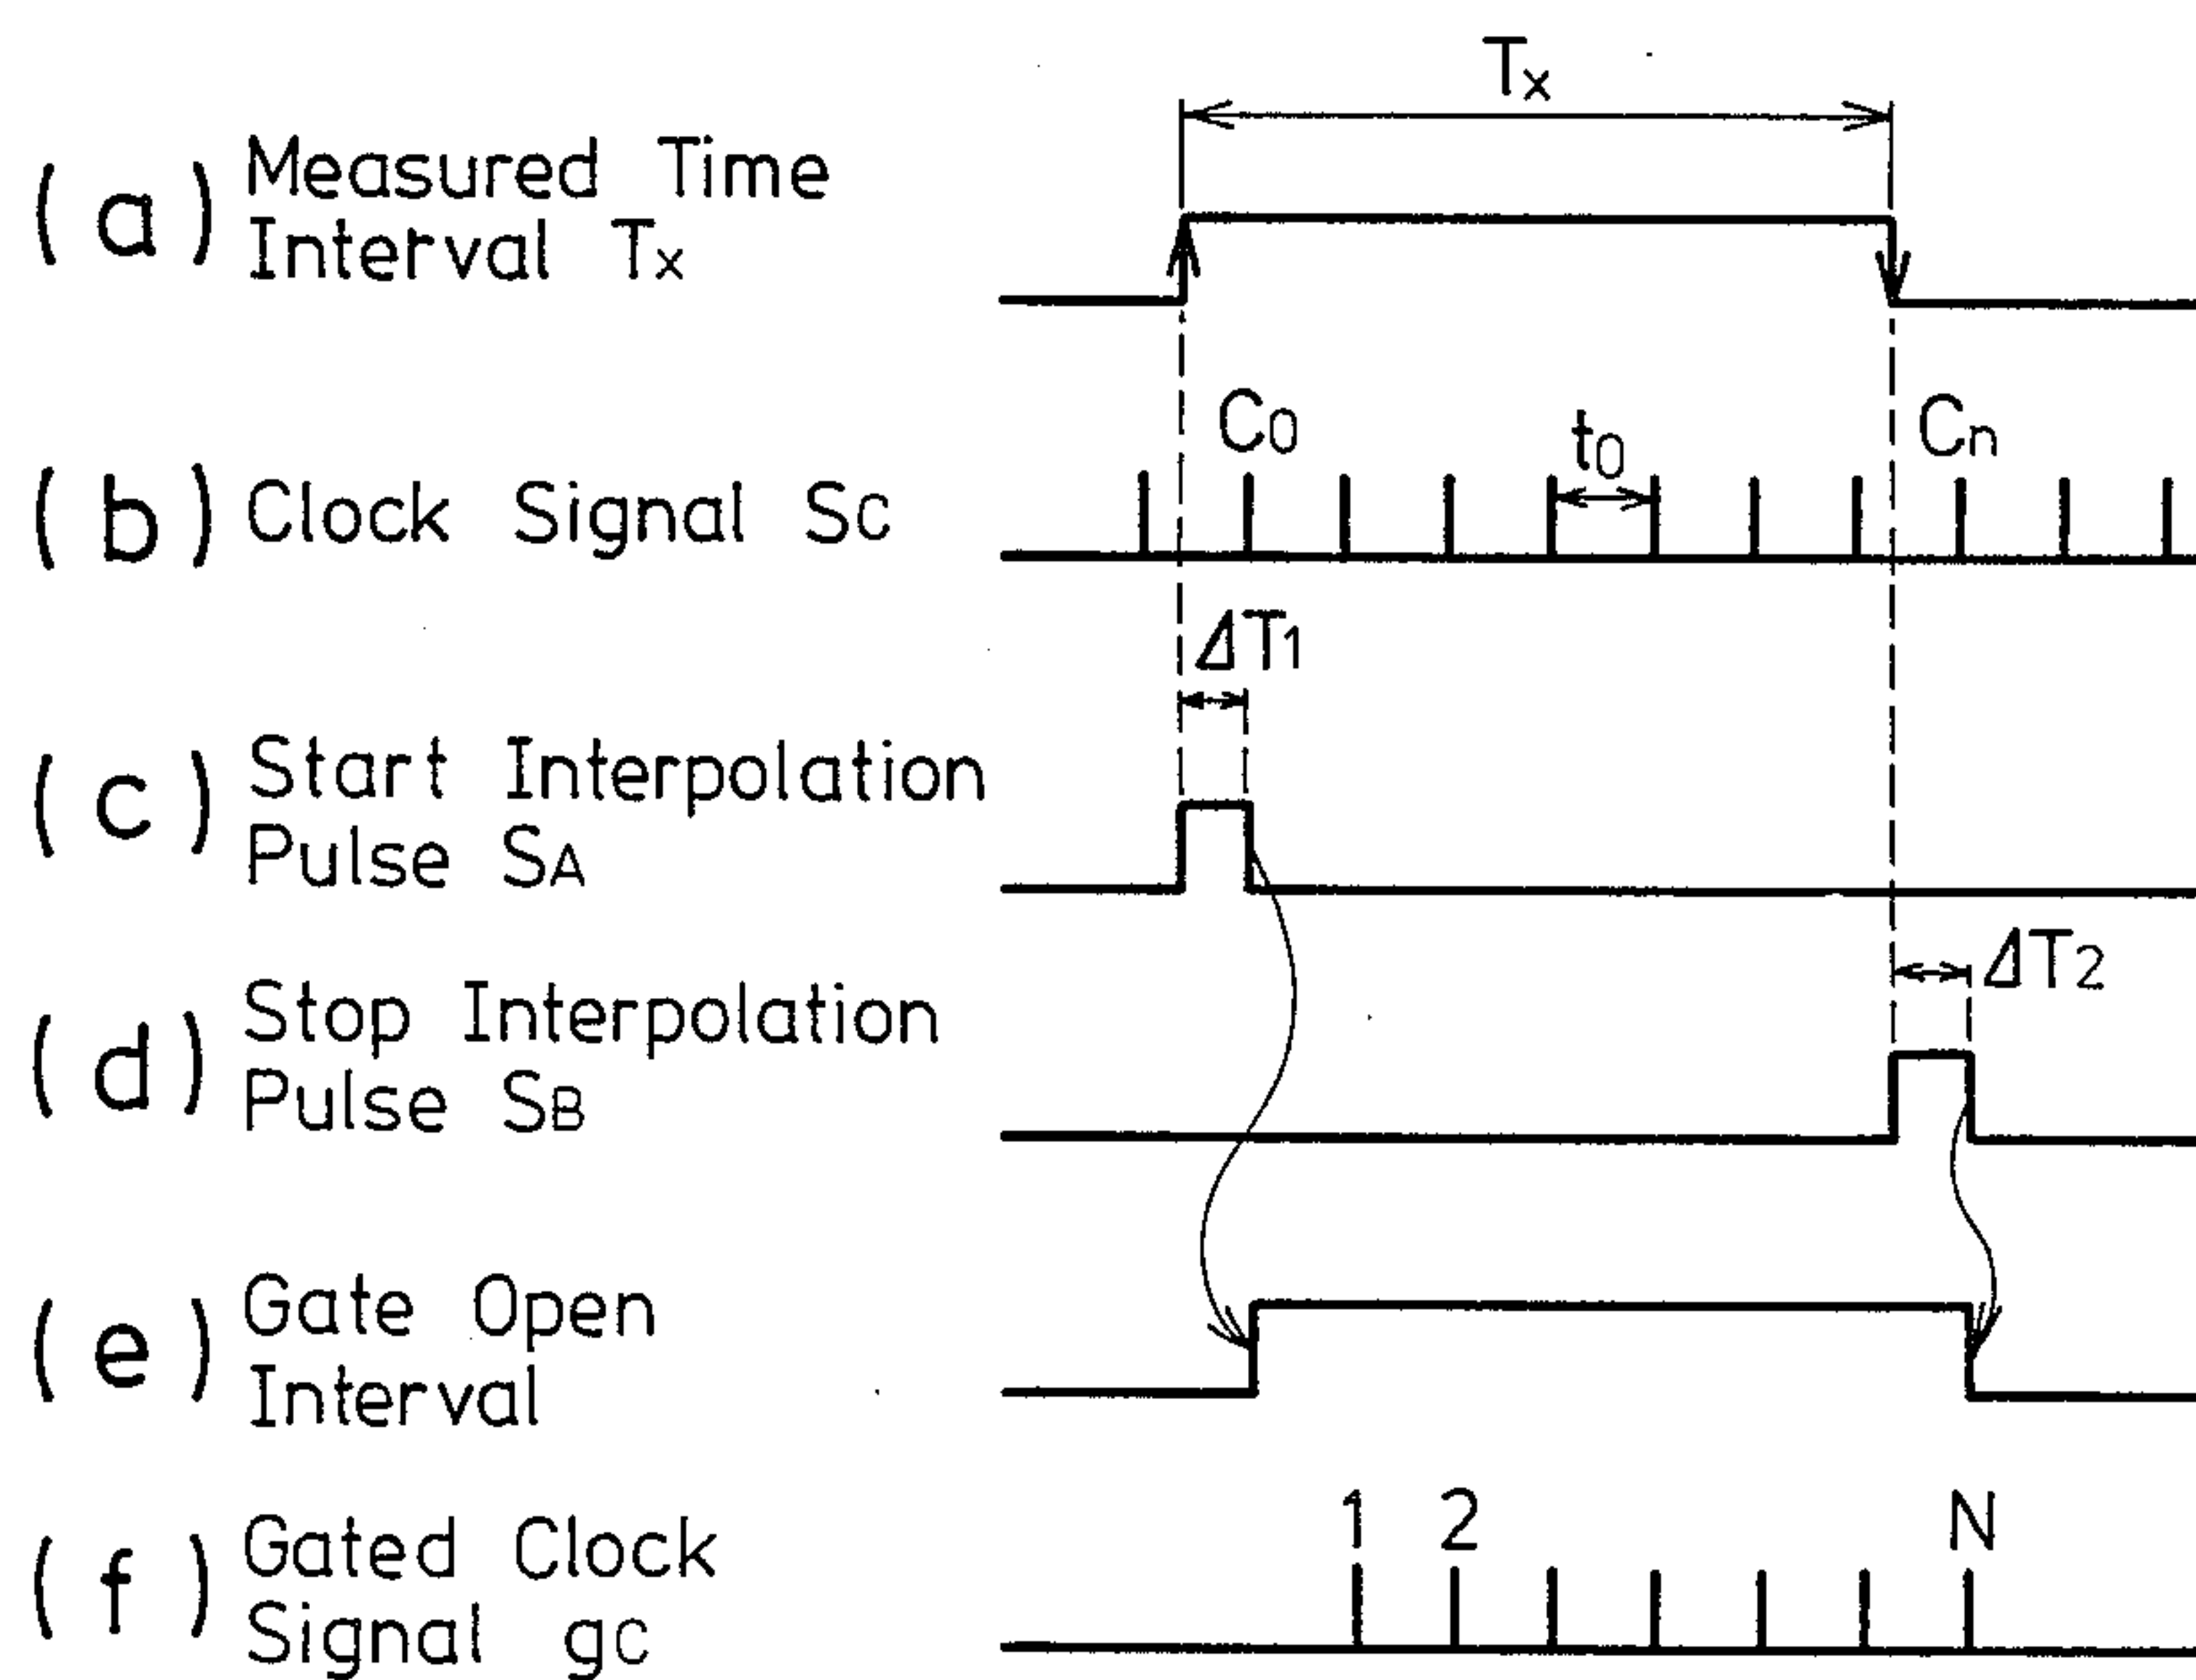 Tx
(a) Measured Time
Interval Tx
C0 t0 Cn
(b) Clock Signal Sc
ΔT1
(c) Start Interpolation
Pulse SA
ΔT2
(d) Stop Interpolation
Pulse SB
(e) Gate Open
Interval
1 2 N
(f) Gated Clock
Signal gc